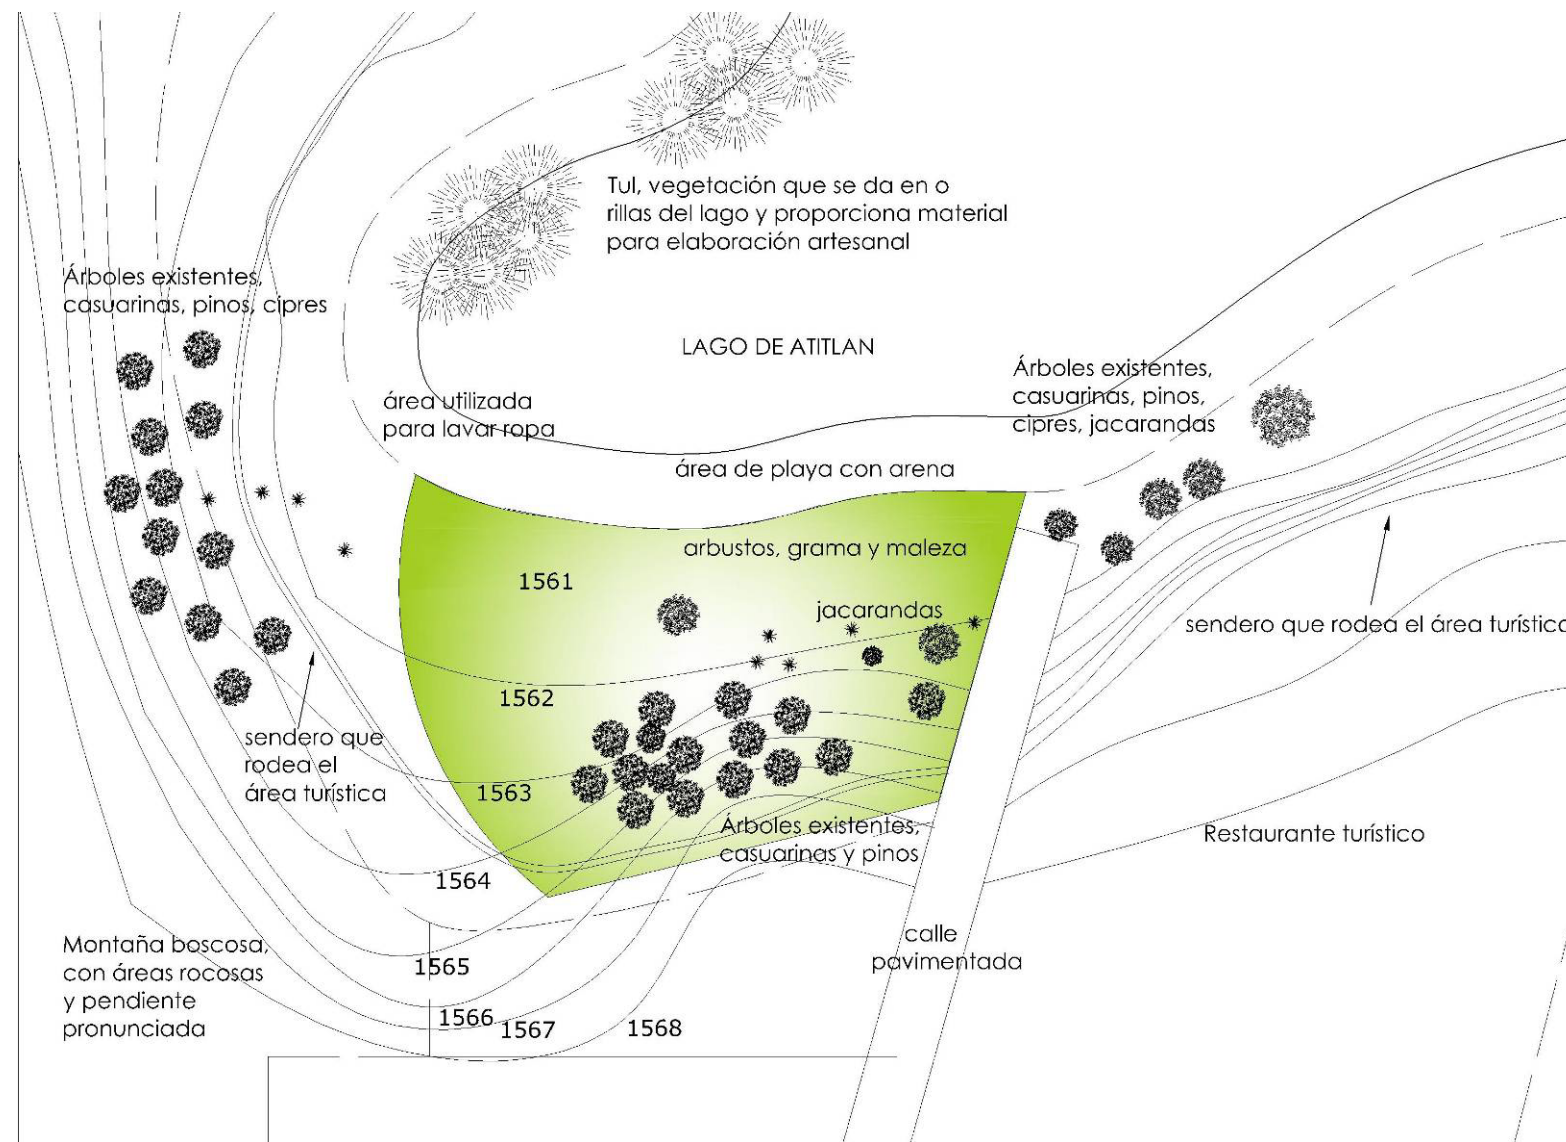 Tul, vegetación que se da en o
rillas del lago y proporciona material
para elaboración artesanal
Árboles existentes,
casuarinas, pinos, cipres
LAGO DE ATITLAN
Árboles existentes,
casuarinas, pinos,
cipres, jacarandas
área utilizada
para lavar ropa
área de playa con arena
arbustos, grama y maleza
1561
jacarandas
sendero que rodea el área turística
1562
sendero que
rodea el
área turística
1563
Árboles existentes,
casuarinas y pinos
Restaurante turístico
1564
Montaña boscosa,
con áreas rocosas
y pendiente
pronunciada
calle
pavimentada
1565
1566
1567
1568